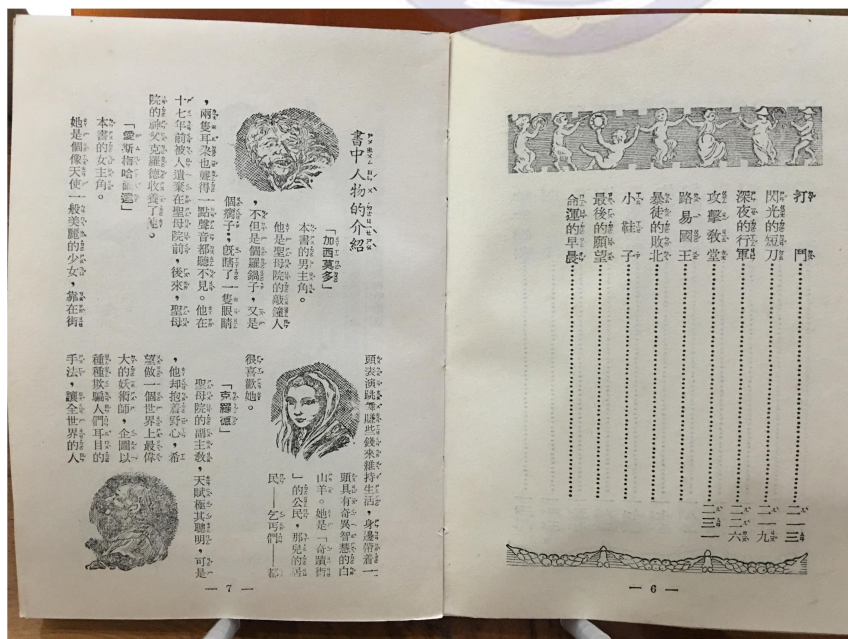 打鬥……………………二一三
閃光的短刀……………………二一九
深夜的行軍……………………二二六
攻擊教堂……………………二三一
路易國王……………………
暴徒的敗北……………………
小鞋子……………………
最後的願望……………………
命運的早晨……………………
— 6 —
書中人物的介紹
「加西莫多」
本書的男主角。
他是聖母院的敲鐘人
，不但是個羅鍋子，又是
個瘸子；既瞎了一隻眼睛
，兩隻耳朶也聾得一點聲音都聽不見。他在
十七年前被人遺棄在聖母院前，後來，聖母
院的神父克羅德收養了他。
「愛斯梅哈
本書的女主角。
她是個像天使一般美麗的少女，靠在街
頭表演跳舞賺些錢來維持生活，身邊帶着一
頭具有奇異智慧的白
山羊。她是「奇蹟街
」的公民，那兒的居
民——乞丐們——都
很喜歡她。
「克羅德」
聖母院的副主教，天賦極其聰明，可是
，他却抱着野心，希
望做一個世界上最偉
大的妖術師，企圖以
種種欺騙人們耳目的
手法，讓全世界的人
— 7 —